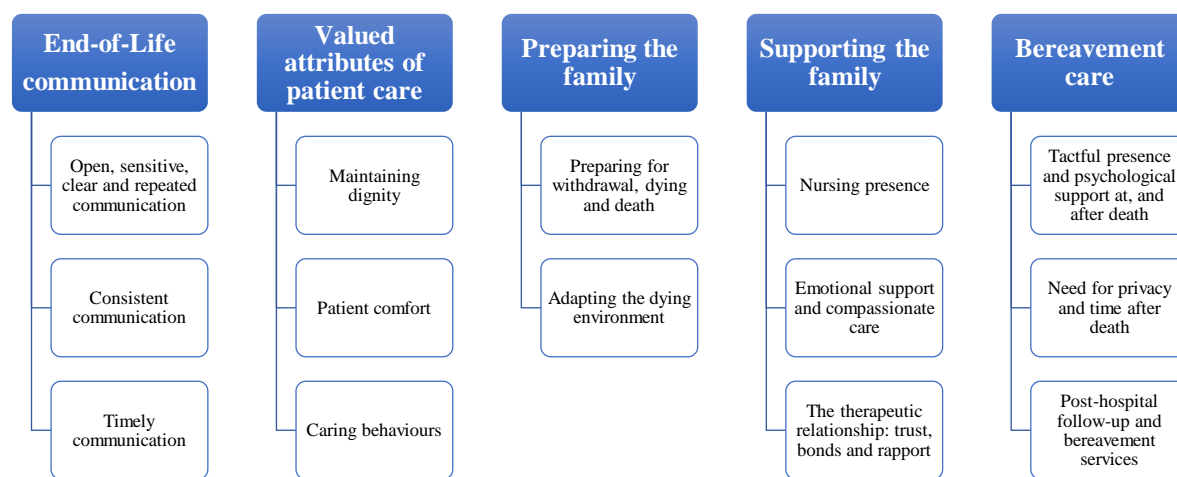 End-of-Life
communication
Open, sensitive,
clear and repeated
communication
Consistent
communication
Timely
communication
Valued
attributes of
patient care
Maintaining
dignity
Patient comfort
Caring behaviours
Preparing the
family
Preparing for
withdrawal, dying
and death
Adapting the dying
environment
Supporting the
family
Nursing presence
Emotional support
and compassionate
care
The therapeutic
relationship: trust,
bonds and rapport
Bereavement
care
Tactful presence
and psychological
support at, and
after death
Need for privacy
and time after
death
Post-hospital
follow-up and
bereavement
services